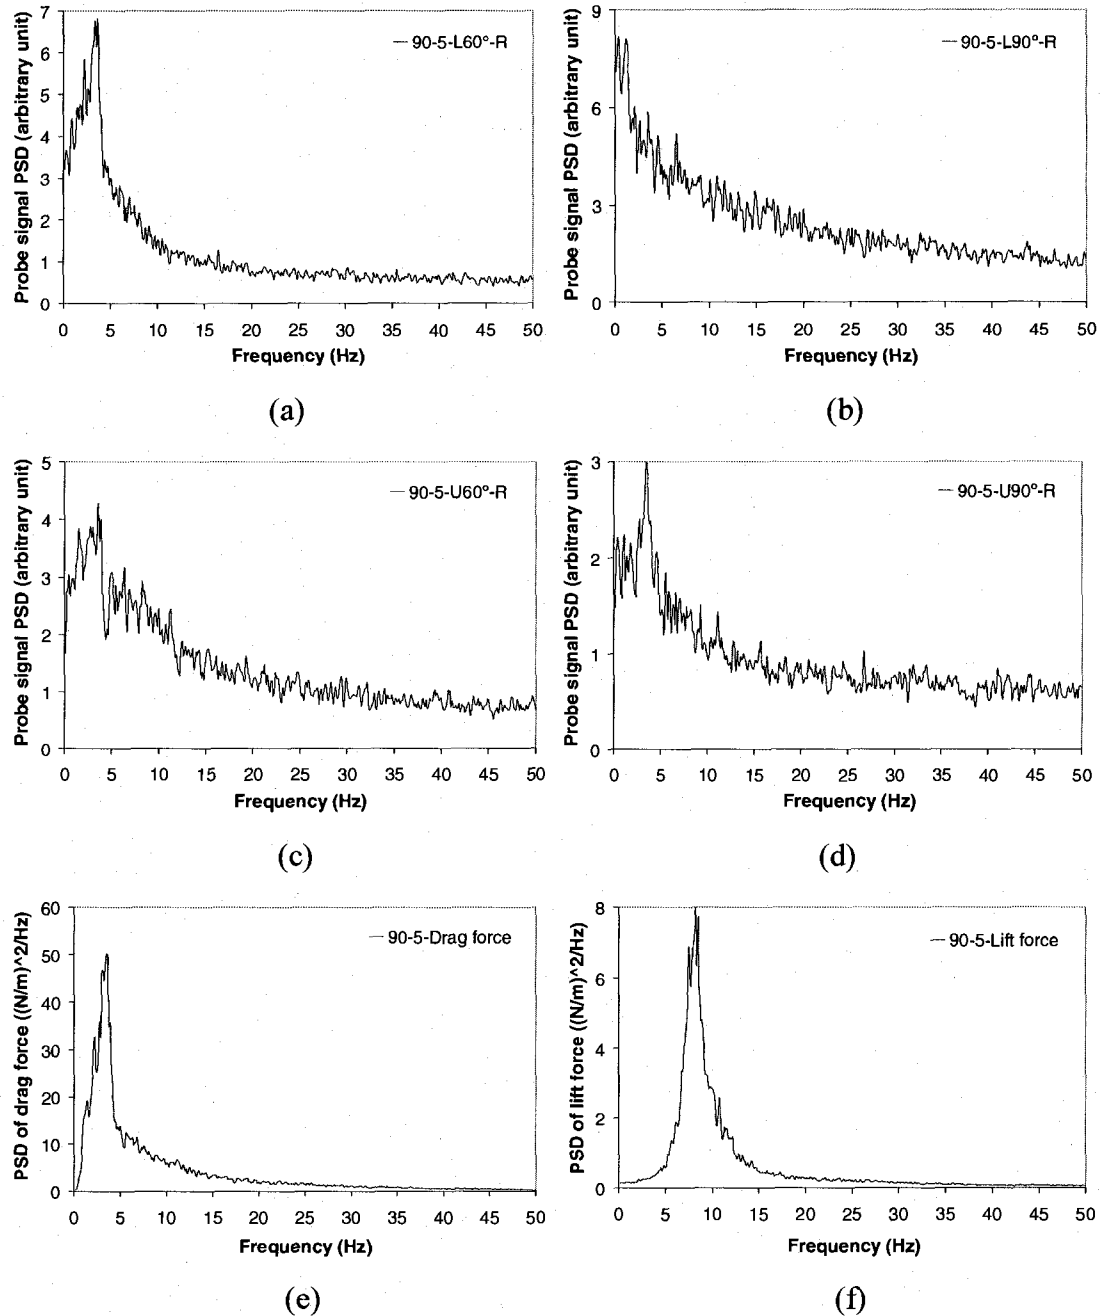 Probe signal PSD (arbitrary unit)
7
6
5
4
3
2
1
0
90-5-L60°-R
0 5 10 15 20 25 30 35 40 45 50
Frequency (Hz)
(a)
Probe signal PSD (arbitrary unit)
9
6
3
0
90-5-L90°-R
0 5 10 15 20 25 30 35 40 45 50
Frequency (Hz)
(b)
Probe signal PSD (arbitrary unit)
5
4
3
2
1
0
90-5-U60°-R
0 5 10 15 20 25 30 35 40 45 50
Frequency (Hz)
(c)
Probe signal PSD (arbitrary unit)
3
2
1
0
90-5-U90°-R
0 5 10 15 20 25 30 35 40 45 50
Frequency (Hz)
(d)
PSD of drag force ((N/m)^2/Hz)
60
50
40
30
20
10
0
90-5-Drag force
0 5 10 15 20 25 30 35 40 45 50
Frequency (Hz)
(e)
PSD of lift force ((N/m)^2/Hz)
8
6
4
2
0
90-5-Lift force
0 5 10 15 20 25 30 35 40 45 50
Frequency (Hz)
(f)